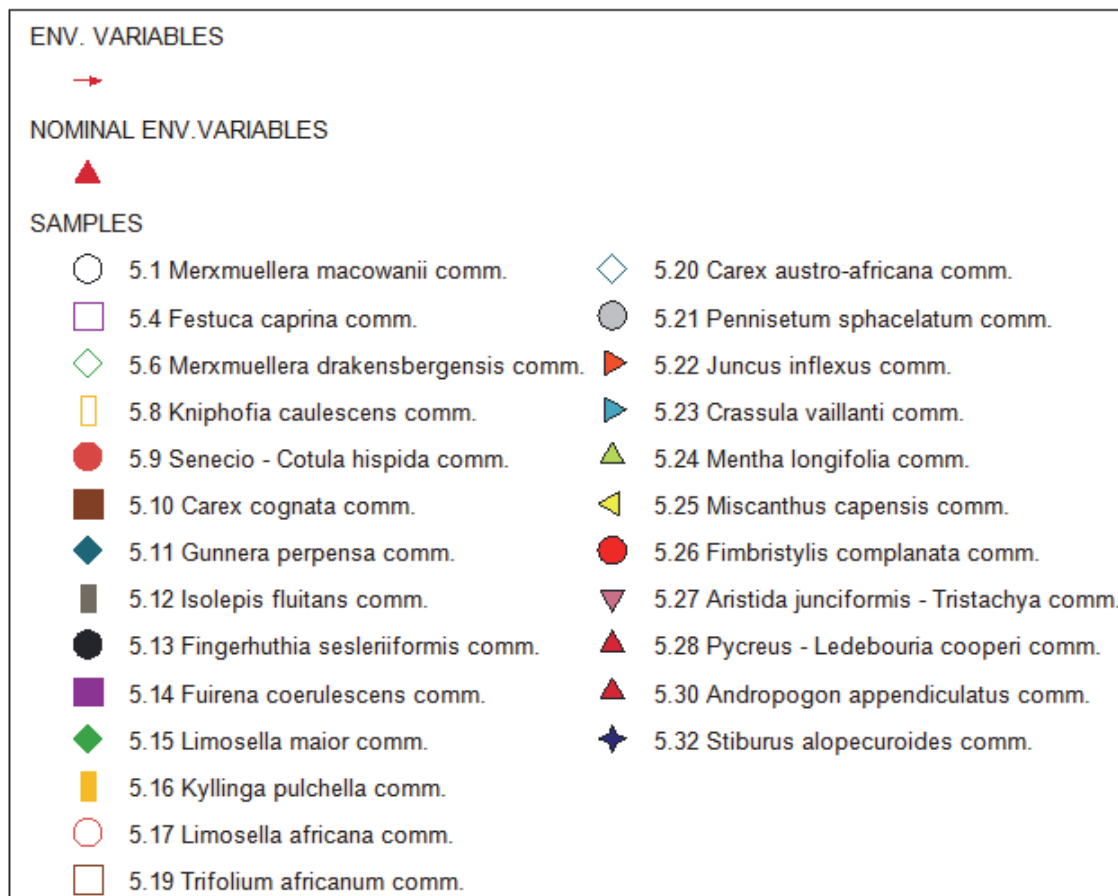 ENV. VARIABLES
NOMINAL ENV.VARIABLES
SAMPLES
5.1 Merxmuellera macowanii comm.
5.4 Festuca caprina comm.
5.6 Merxmuellera drakensbergensis comm.
5.8 Kniphofia caulescens comm.
5.9 Senecio - Cotula hispida comm.
5.10 Carex cognata comm.
5.11 Gunnera perpensa comm.
5.12 Isolepis fluitans comm.
5.13 Fingerhuthia sesleriiformis comm.
5.14 Fuirena coerulescens comm.
5.15 Limosella maior comm.
5.16 Kyllinga pulchella comm.
5.17 Limosella africana comm.
5.19 Trifolium africanum comm.
5.20 Carex austro-africana comm.
5.21 Pennisetum sphacelatum comm.
5.22 Juncus inflexus comm.
5.23 Crassula vaillanti comm.
5.24 Mentha longifolia comm.
5.25 Miscanthus capensis comm.
5.26 Fimbristylis complanata comm.
5.27 Aristida junciformis - Tristachya comm.
5.28 Pycreus - Ledebouria cooperi comm.
5.30 Andropogon appendiculatus comm.
5.32 Stiburus alopecuroides comm.